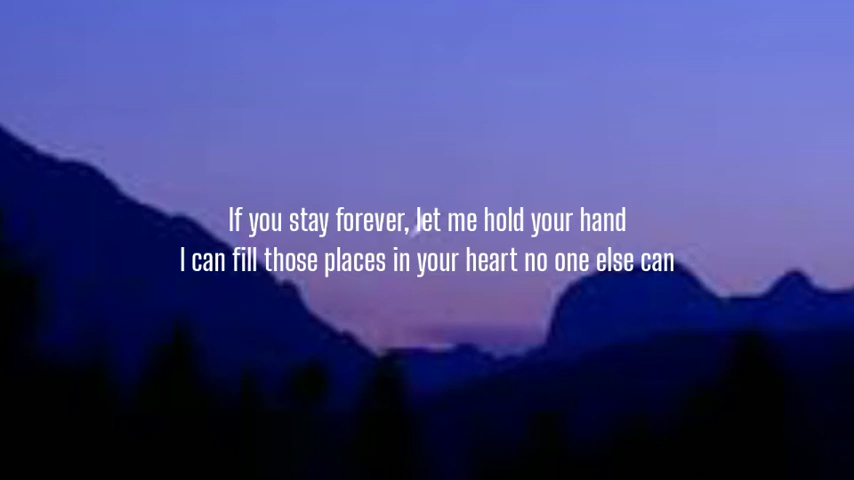 If you stay forever, let me hold your hand
I can fill those places in your heart no one else can